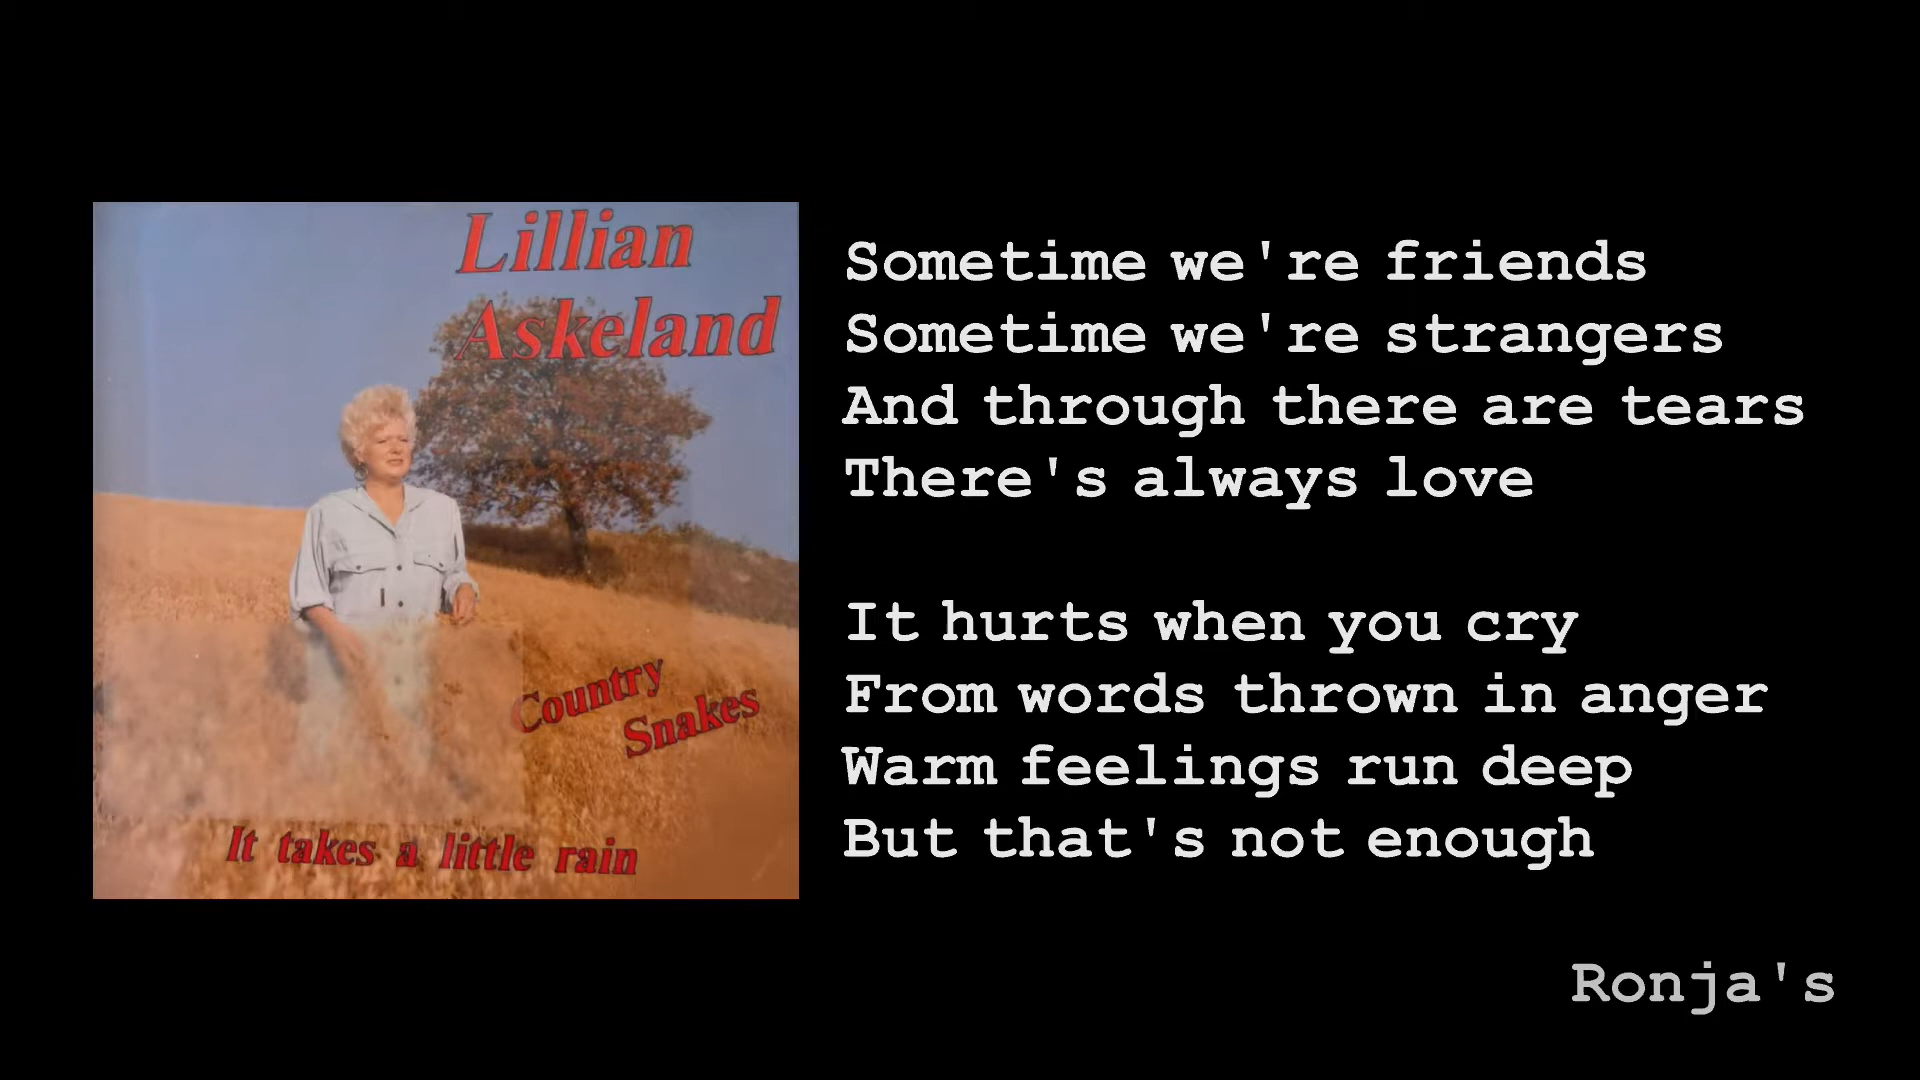 Lillian
Askeland
Country
Snakes
It takes a little rain
Sometime we're friends
Sometime we're strangers
And through there are tears
There's always love
It hurts when you cry
From words thrown in anger
Warm feelings run deep
But that's not enough
Ronja's